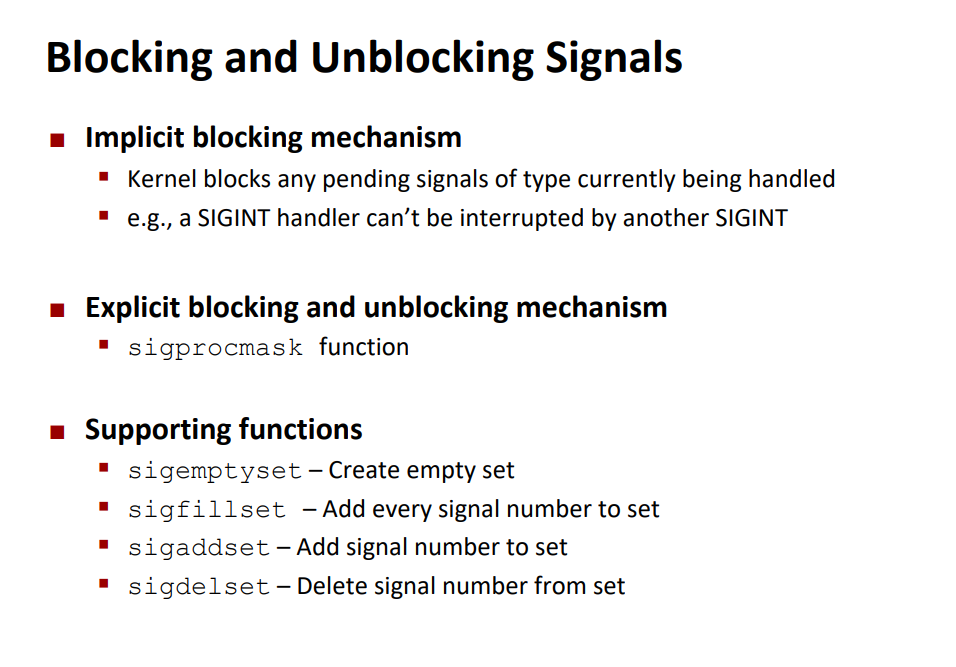 Blocking and Unblocking Signals
Implicit blocking mechanism
Kernel blocks any pending signals of type currently being handled
e.g., a SIGINT handler can’t be interrupted by another SIGINT
Explicit blocking and unblocking mechanism
sigprocmask function
Supporting functions
sigemptyset – Create empty set
sigfillset – Add every signal number to set
sigaddset – Add signal number to set
sigdelset – Delete signal number from set